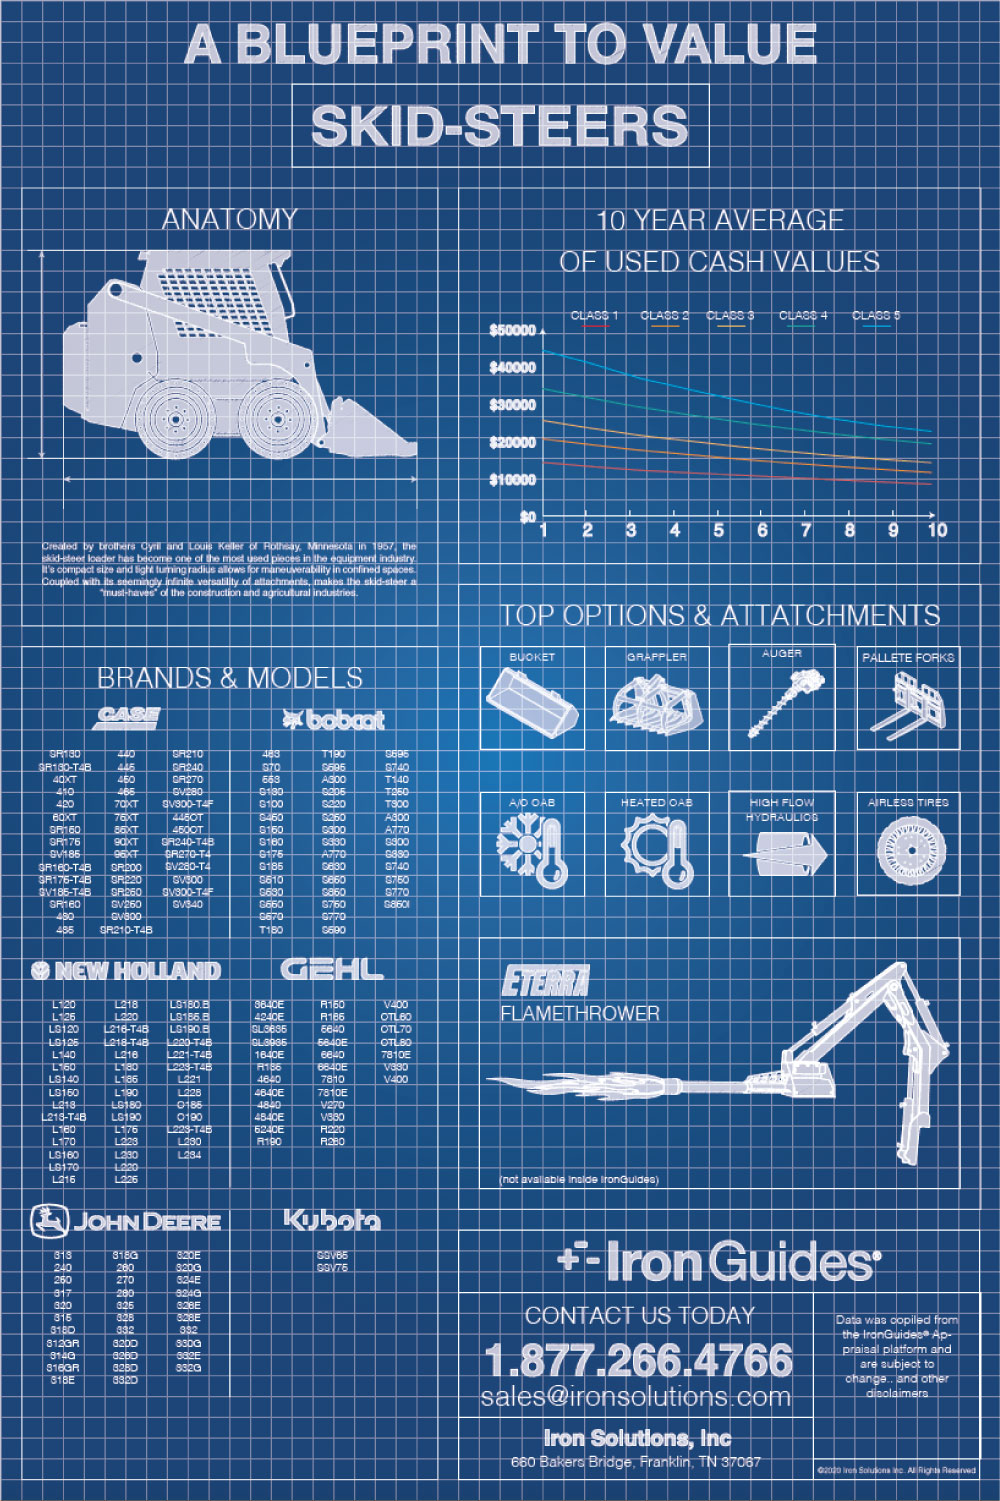 A BLUEPRINT TO VALUE
SKID-STEERS
ANATOMY
Created by brothers Cyril and Louis Keller of Rothsay, Minnesota in 1957, the
skid-steer loader has become one of the most used pieces in the equipment industry.
It's compact size and tight turning radius allows for maneuverability in confined spaces.
Coupled with its seemingly infinite versatility of attachments, makes the skid-steer a
"must-haves" of the construction and agricultural industries.
10 YEAR AVERAGE
OF USED CASH VALUES
CLASS 1 CLASS 2 CLASS 3 CLASS 4 CLASS 5
$50000
$40000
$30000
$20000
$10000
$0
1 2 3 4 5 6 7 8 9 10
BRANDS & MODELS
CASE
SR130 440 SR210
SR130-T4B 445 SR240
40XT 450 SR270
410 465 SV280
420 70XT SV300-T4F
60XT 75XT 445CT
SR150 85XT 450CT
SR175 90XT SR240-T4B
SV185 95XT SR270-T4
SR160-T4B SR200 SV280-T4
SR175-T4B SR220 SV300
SV185-T4B SR250 SV300-T4F
SR160 SV250 SV340
430 SV300
435 SR210-T4B
bobcat
463 T190 S595
S70 S595 S740
553 A300 T140
S130 S205 T250
S100 S220 T300
S450 S250 A300
S150 S300 A770
S160 S330 S300
S175 A770 S330
S185 S630 S740
S510 S650 S750
S530 S850 S770
S550 S750 S850
S570 S770
T180 S590
NEW HOLLAND
L120 L218 LS180.B
L125 L220 LS185.B
LS120 L216-T4B LS190.B
LS125 L218-T4B L220-T4B
L140 L216 L221-T4B
L150 L180 L223-T4B
LS140 L185 L221
LS150 L190 L228
L213 LS180 C185
L213-T4B LS190 C190
L160 L175 L223-T4B
L170 L223 L230
LS160 L230 L234
LS170 L220
L215 L225
GEHL
3640E R150 V400
4240E R165 CTL60
SL3635 5640 CTL70
SL3935 5640E CTL80
1640E 6640 7810E
R135 6640E V330
4640 7810 V400
4640E 7810E
4840 V270
4840E V330
5240E R220
R190 R260
JOHN DEERE
313 318G 320E
240 260 320G
250 270 324E
317 280 324G
320 325 326E
315 328 328E
318D 332 332
312GR 320D 330G
314G 326D 332E
316GR 328D 332G
318E 332D
Kubota
SSV65
SSV75
TOP OPTIONS & ATTATCHMENTS
BUCKET GRAPPLER AUGER PALLETE FORKS
A/C CAB HEATED CAB HIGH FLOW HYDRAULICS AIRLESS TIRES
ETERRA
FLAMETHROWER
(not available inside IronGuides)
+- IronGuides®
CONTACT US TODAY
1.877.266.4766
sales@ironsolutions.com
Iron Solutions, Inc
660 Bakers Bridge, Franklin, TN 37067
Data was copiled from
the IronGuides® Ap-
praisal platform and
are subject to
change.. and other
disclaimers
©2020 Iron Solutions Inc. All Rights Reserved